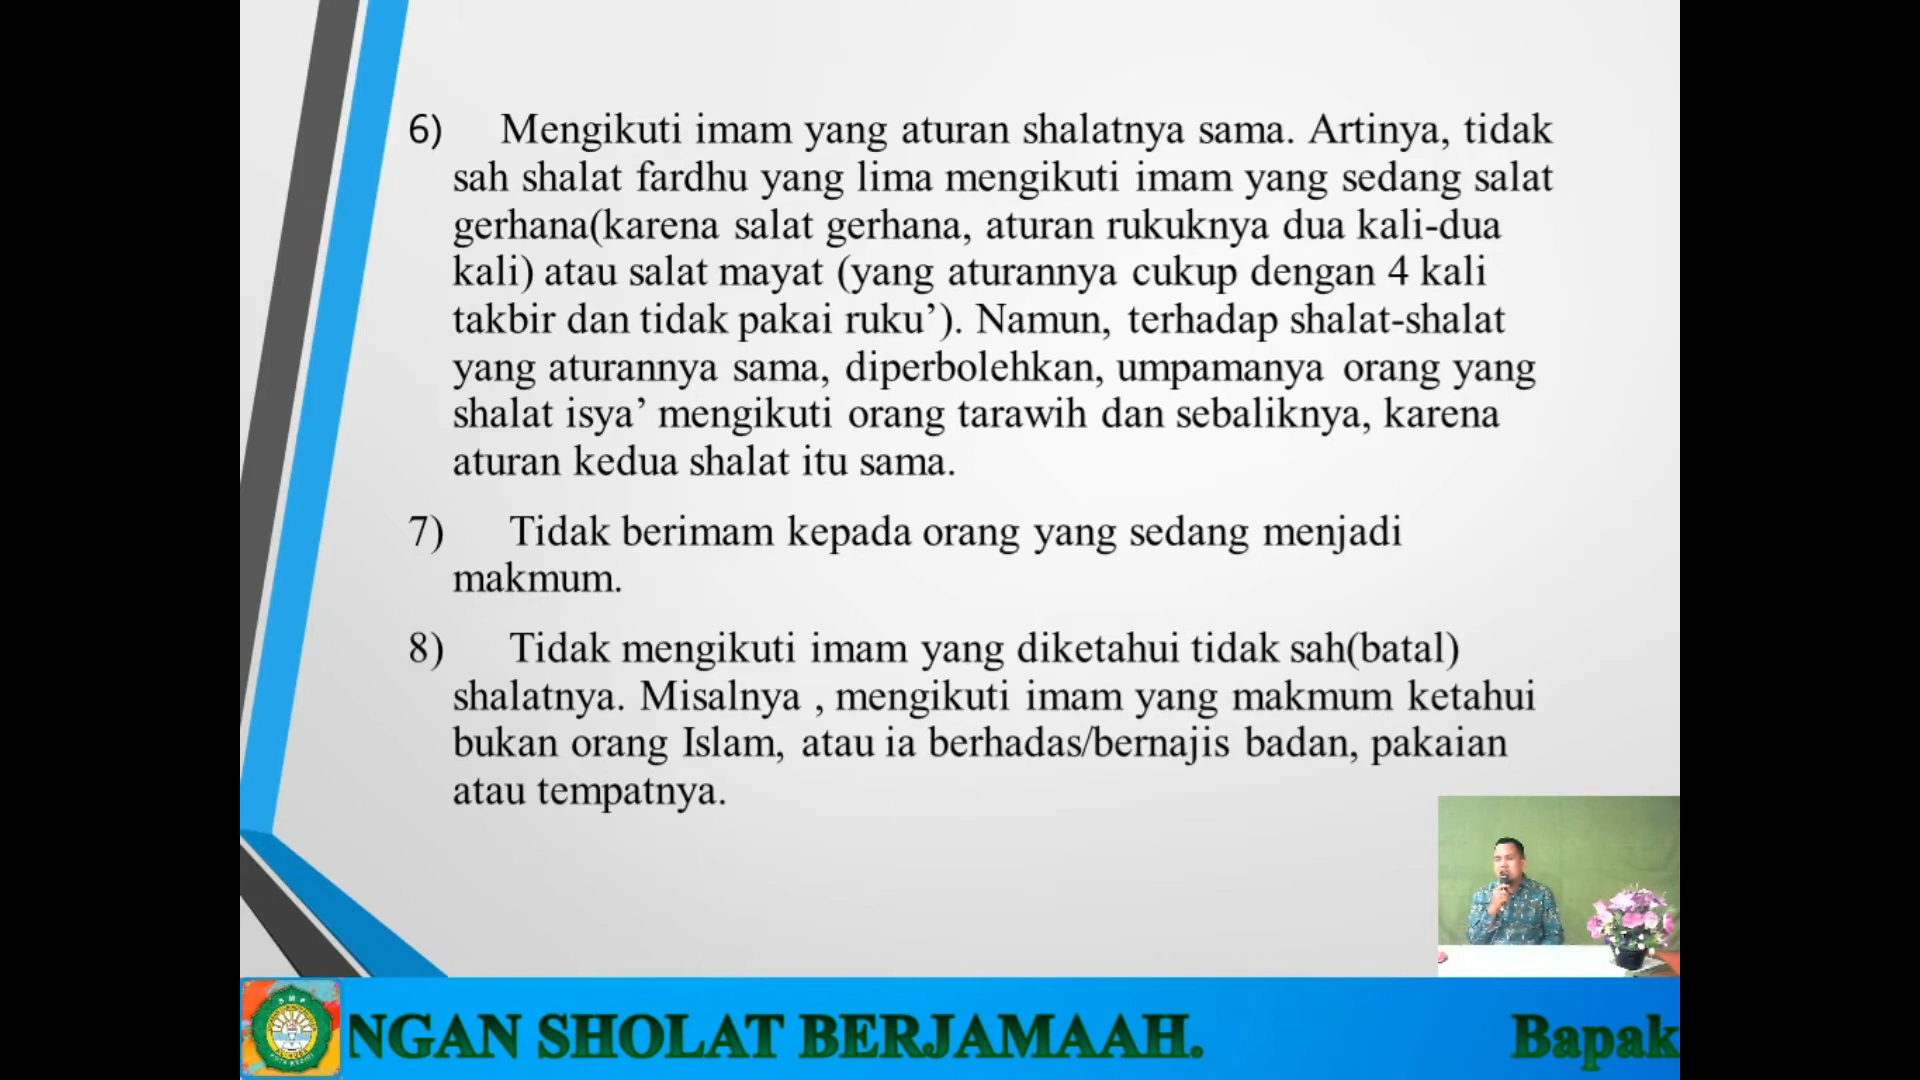 6) Mengikuti imam yang aturan shalatnya sama. Artinya, tidak
sah shalat fardhu yang lima mengikuti imam yang sedang salat
gerhana(karena salat gerhana, aturan rukuknya dua kali-dua
kali) atau salat mayat (yang aturannya cukup dengan 4 kali
takbir dan tidak pakai ruku’). Namun, terhadap shalat-shalat
yang aturannya sama, diperbolehkan, umpamanya orang yang
shalat isya’ mengikuti orang tarawih dan sebaliknya, karena
aturan kedua shalat itu sama.
7) Tidak berimam kepada orang yang sedang menjadi
makmum.
8) Tidak mengikuti imam yang diketahui tidak sah(batal)
shalatnya. Misalnya , mengikuti imam yang makmum ketahui
bukan orang Islam, atau ia berhadas/bernajis badan, pakaian
atau tempatnya.
SMP
NGAN SHOLAT BERJAMAAH. Bapak